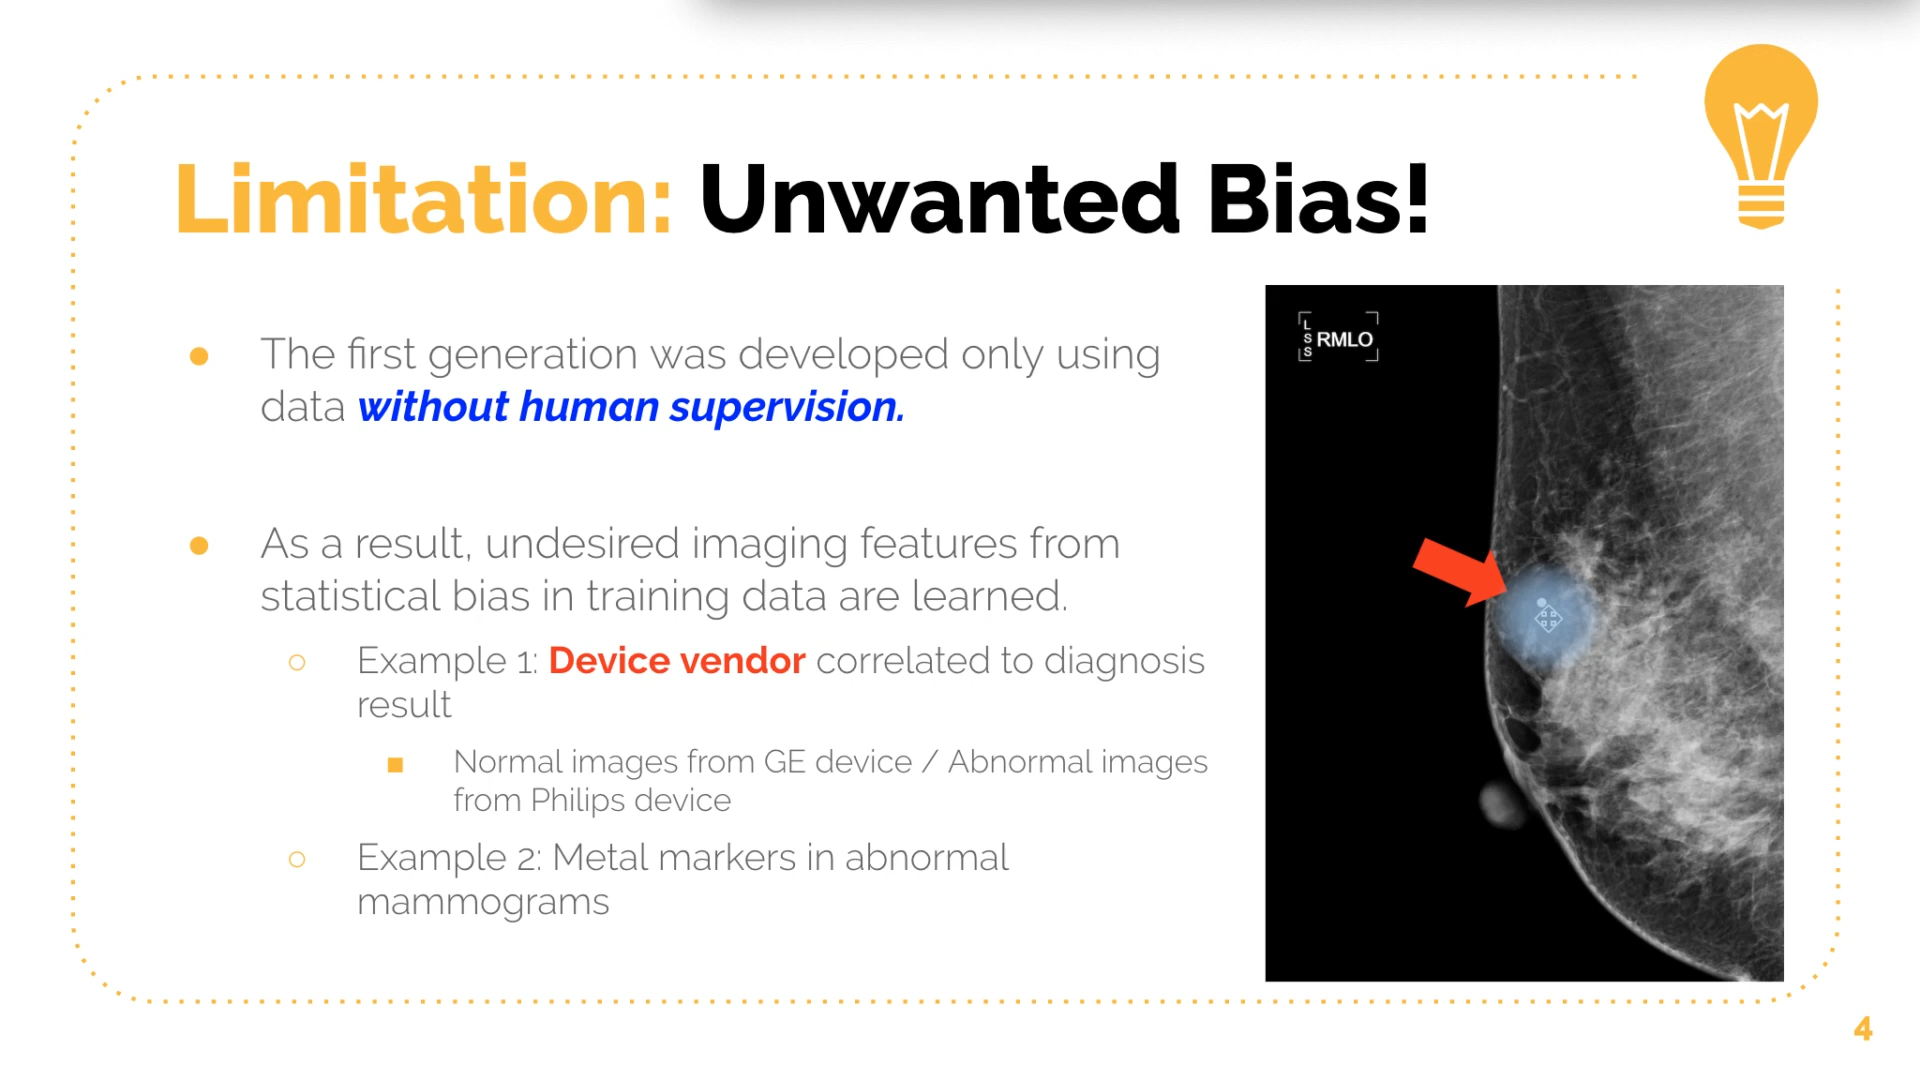 Limitation: Unwanted Bias!
● The first generation was developed only using
data without human supervision.
● As a result, undesired imaging features from
statistical bias in training data are learned.
○ Example 1: Device vendor correlated to diagnosis
result
■ Normal images from GE device / Abnormal images
from Philips device
○ Example 2: Metal markers in abnormal
mammograms
LSS RMLO
4